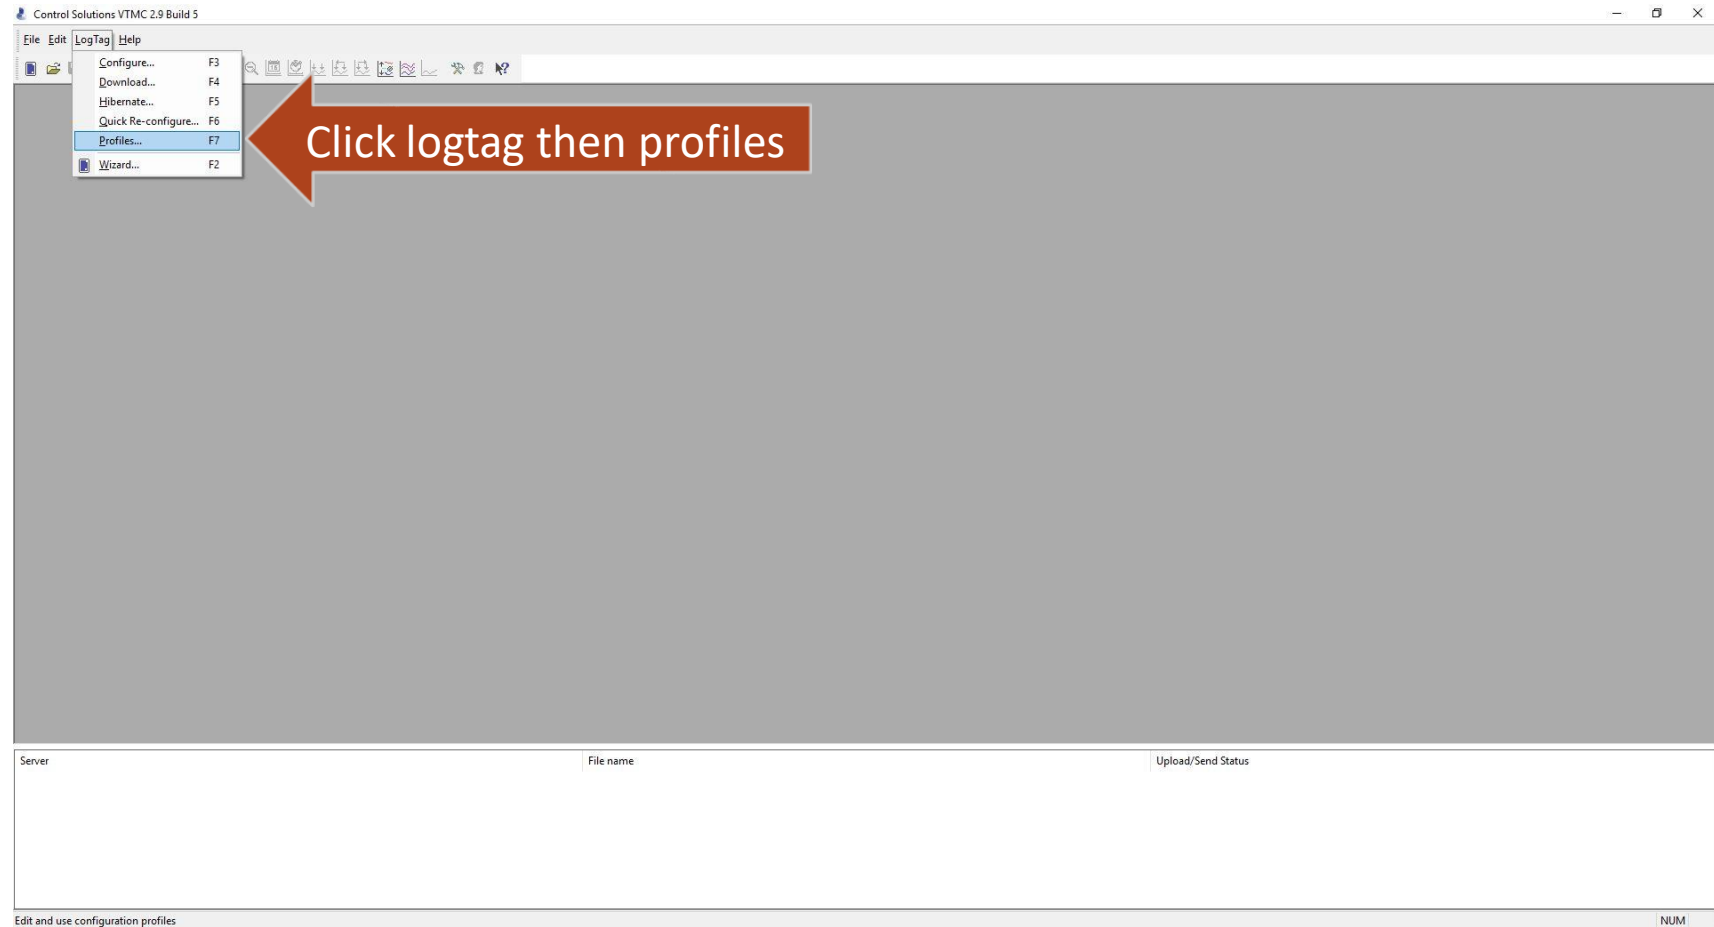 Control Solutions VTMC 2.9 Build 5
File Edit LogTag Help
Configure... F3
Download... F4
Hibernate... F5
Quick Re-configure... F6
Profiles... F7
Wizard... F2
Click logtag then profiles
Server File name Upload/Send Status
Edit and use configuration profiles NUM